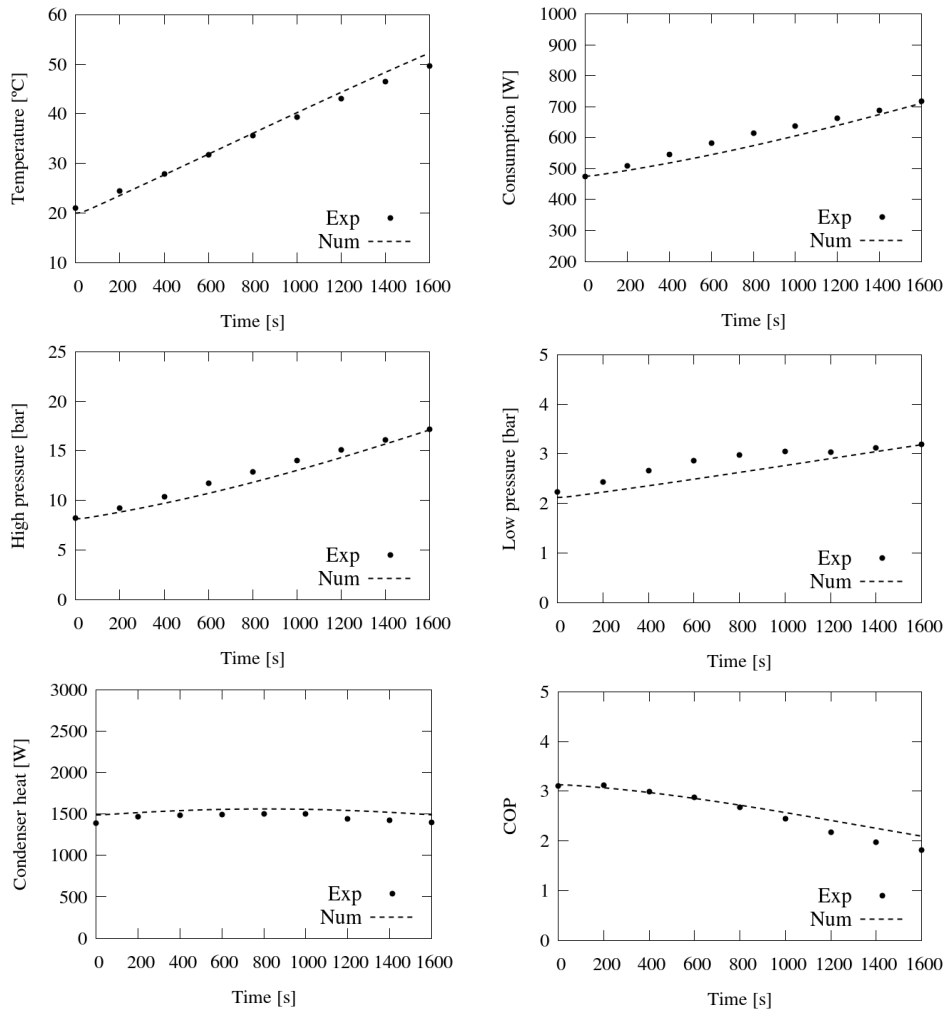 60
50
40
30
20
10
Temperature [ºC]
Exp
Num
0 200 400 600 800 1000 1200 1400 1600
Time [s]
1000
900
800
700
600
500
400
300
200
Consumption [W]
Exp
Num
0 200 400 600 800 1000 1200 1400 1600
Time [s]
25
20
15
10
5
0
High pressure [bar]
Exp
Num
0 200 400 600 800 1000 1200 1400 1600
Time [s]
5
4
3
2
1
0
Low pressure [bar]
Exp
Num
0 200 400 600 800 1000 1200 1400 1600
Time [s]
3000
2500
2000
1500
1000
500
0
Condenser heat [W]
Exp
Num
0 200 400 600 800 1000 1200 1400 1600
Time [s]
5
4
3
2
1
0
COP
Exp
Num
0 200 400 600 800 1000 1200 1400 1600
Time [s]